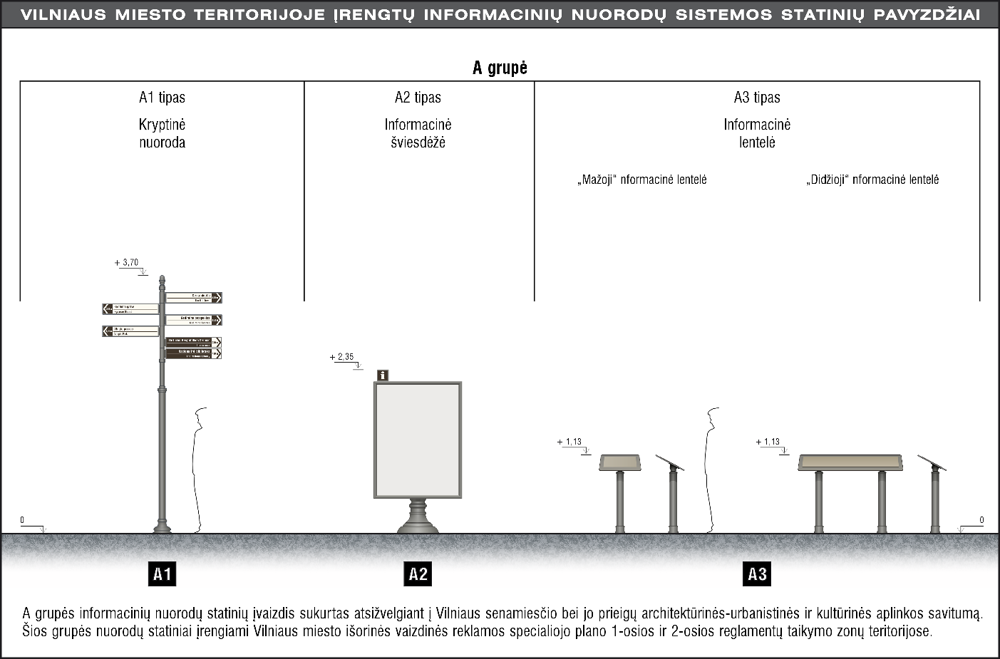 VILNIAUS MIESTO TERITORIJOJE ĮRENGTŲ INFORMACINIŲ NUORODŲ SISTEMOS STATINIŲ PAVYZDŽIAI
A grupė
A1 tipas
Kryptinė
nuoroda
A2 tipas
Informacinė
šviesdėžė
A3 tipas
Informacinė
lentelė
„Mažoji“ nformacinė lentelė
„Didžioji“ nformacinė lentelė
+ 3,70
+ 2,35
i
+ 1,13
+ 1,13
0
0
A1
A2
A3
A grupės informacinių nuorodų statinių įvaizdis sukurtas atsižvelgiant į Vilniaus senamiesčio bei jo prieigų architektūrinės-urbanistinės ir kultūrinės aplinkos savitumą.
Šios grupės nuorodų statiniai įrengiami Vilniaus miesto išorinės vaizdinės reklamos specialiojo plano 1-osios ir 2-osios reglamentų taikymo zonų teritorijose.